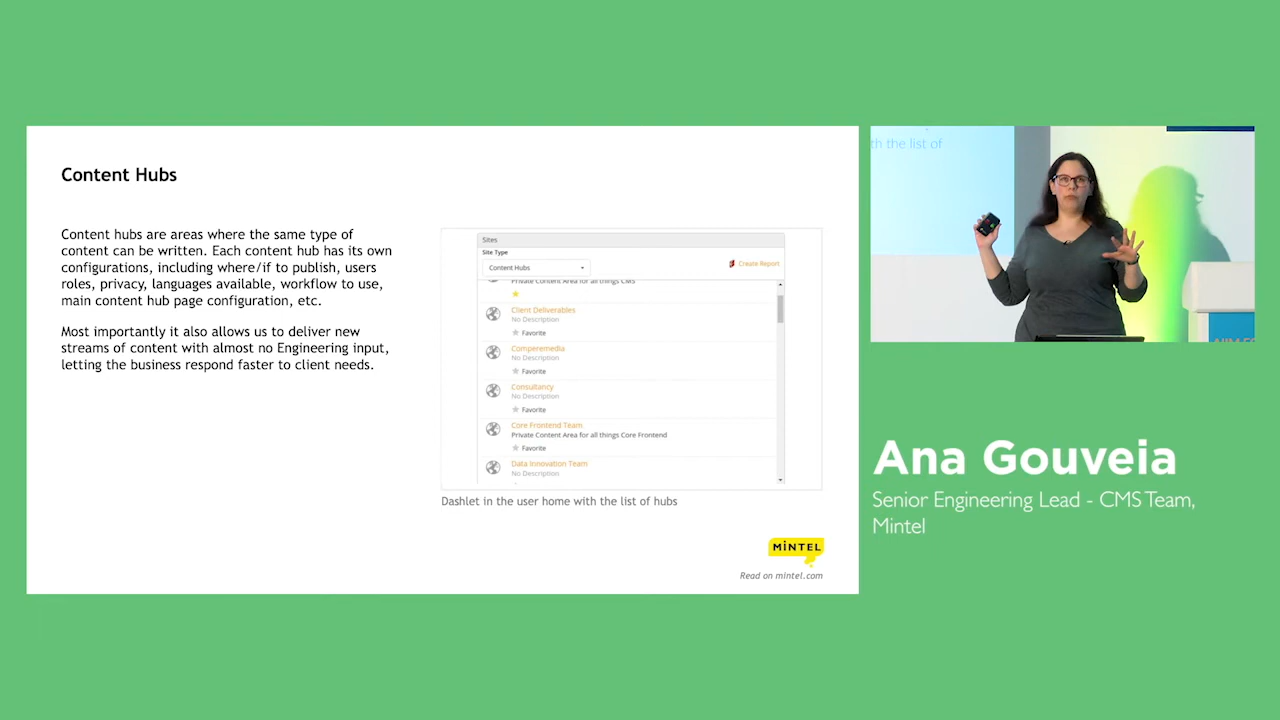 Content Hubs
Content hubs are areas where the same type of
content can be written. Each content hub has its own
configurations, including where/if to publish, users
roles, privacy, languages available, workflow to use,
main content hub page configuration, etc.
Most importantly it also allows us to deliver new
streams of content with almost no Engineering input,
letting the business respond faster to client needs.
Sites
Site Type
Content Hubs
Create Report
Private Content Area for all things CMS
Client Deliverables
No Description
Favorite
Comperemedia
No Description
Favorite
Consultancy
No Description
Favorite
Core Frontend Team
Private Content Area for all things Core Frontend
Favorite
Data Innovation Team
No Description
Dashlet in the user home with the list of hubs
MiNTEL
Read on mintel.com
th the list of
Ana Gouveia
Senior Engineering Lead - CMS Team,
Mintel